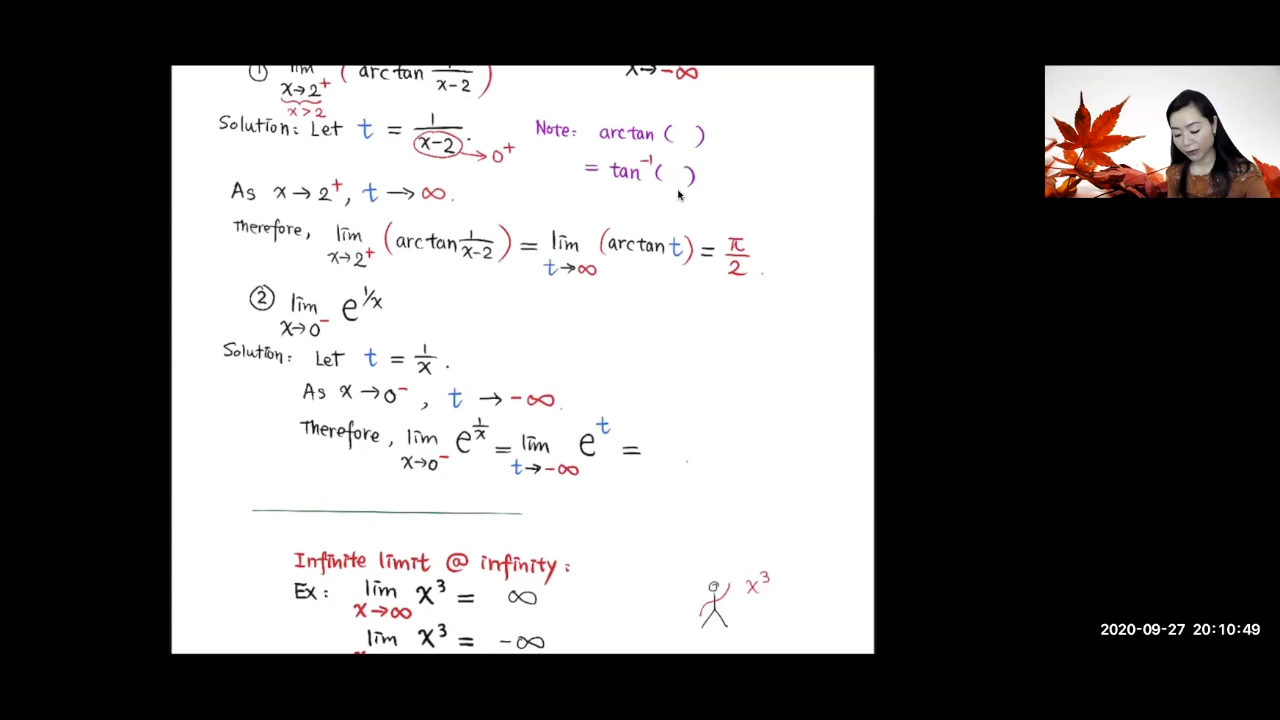 ① lim x→2⁺ (arctan 1/(x-2))
x→-∞
x>2
Solution: Let t = 1/(x-2). → 0⁺
Note: arctan ( )
= tan⁻¹( )
As x→2⁺, t→∞.
Therefore, lim x→2⁺ (arctan 1/(x-2)) = lim t→∞ (arctan t) = π/2.
② lim x→0⁻ e^(1/x)
Solution: Let t = 1/x.
As x→0⁻, t→-∞.
Therefore, lim x→0⁻ e^(1/x) = lim t→-∞ e^t =
Infinite limit @ infinity:
Ex: lim x→∞ x³ = ∞
x³
lim x³ = -∞
2020-09-27 20:10:49